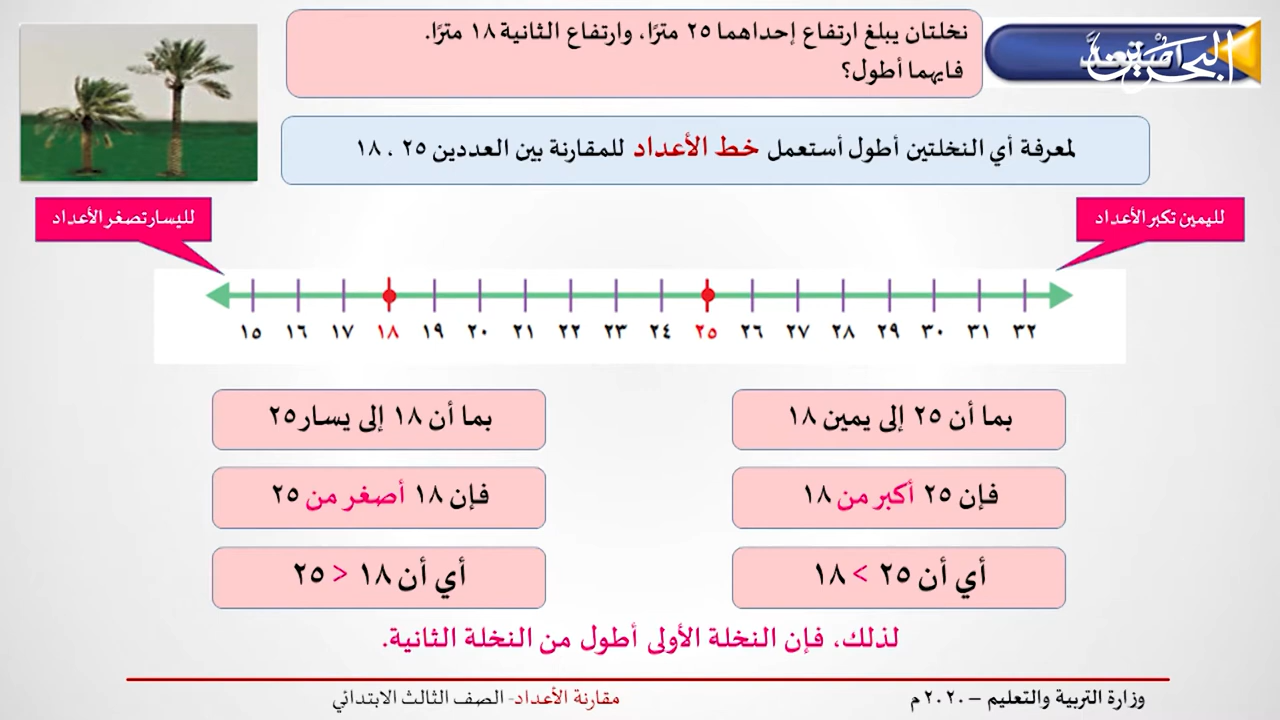 البحرين
نخلتان يبلغ ارتفاع إحداهما ٢٥ مترًا، وارتفاع الثانية ١٨ مترًا.
فايهما أطول؟
لمعرفة أي النخلتين أطول أستعمل خط الأعداد للمقارنة بين العددين ٢٥ ، ١٨
لليمين تكبر الأعداد
لليسار تصغر الأعداد
١٥ ١٦ ١٧ ١٨ ١٩ ٢٠ ٢١ ٢٢ ٢٣ ٢٤ ٢٥ ٢٦ ٢٧ ٢٨ ٢٩ ٣٠ ٣١ ٣٢
بما أن ٢٥ إلى يمين ١٨
فإن ٢٥ أكبر من ١٨
أي أن ٢٥ > ١٨
بما أن ١٨ إلى يسار ٢٥
فإن ١٨ أصغر من ٢٥
أي أن ١٨ < ٢٥
لذلك، فإن النخلة الأولى أطول من النخلة الثانية.
وزارة التربية والتعليم – ٢٠٢٠م
مقارنة الأعداد- الصف الثالث الابتدائي